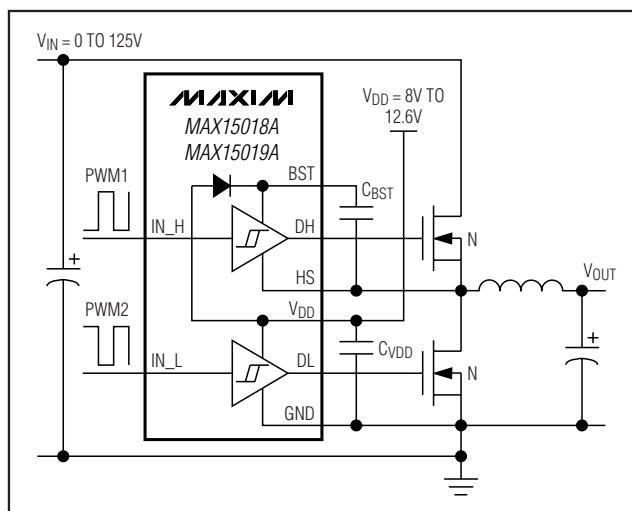 V_IN = 0 TO 125V
MAXIM
MAX15018A
MAX15019A
V_DD = 8V TO
12.6V
BST
C_BST
PWM1
IN_H
DH
N
HS
V_OUT
V_DD
PWM2
C_VDD
IN_L
DL
N
GND
+
+